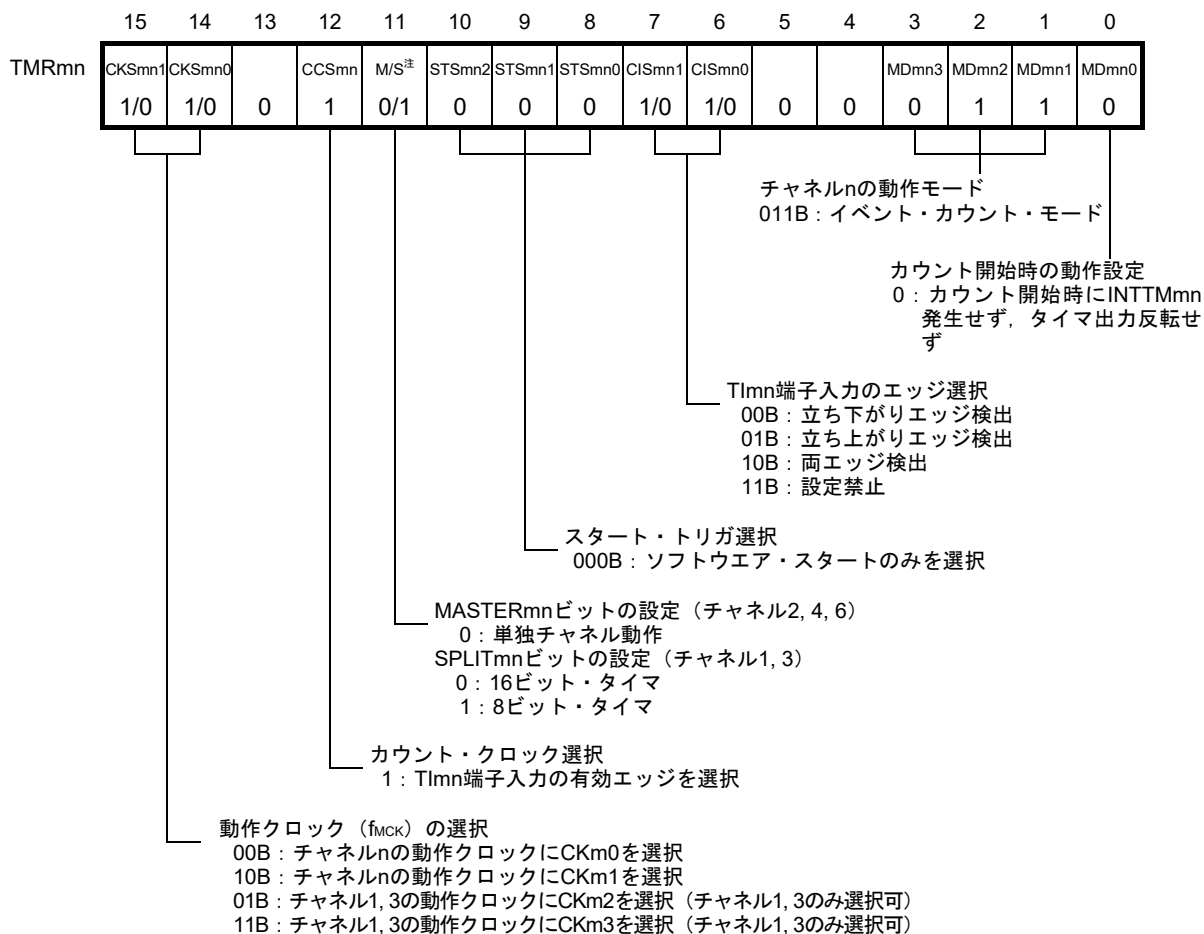 15 14 13 12 11 10 9 8 7 6 5 4 3 2 1 0
TMRmn CKSmn1 CKSmn0 CCSmn M/S注 STSmn2 STSmn1 STSmn0 CISmn1 CISmn0 MDmn3 MDmn2 MDmn1 MDmn0
1/0 1/0 0 1 0/1 0 0 0 1/0 1/0 0 0 0 1 1 0
チャネルnの動作モード
011B：イベント・カウント・モード
カウント開始時の動作設定
0：カウント開始時にINTTMmn
発生せず，タイマ出力反転せ
ず
TImn端子入力のエッジ選択
00B：立ち下がりエッジ検出
01B：立ち上がりエッジ検出
10B：両エッジ検出
11B：設定禁止
スタート・トリガ選択
000B：ソフトウエア・スタートのみを選択
MASTERmnビットの設定（チャネル2, 4, 6）
0：単独チャネル動作
SPLITmnビットの設定（チャネル1, 3）
0：16ビット・タイマ
1：8ビット・タイマ
カウント・クロック選択
1：TImn端子入力の有効エッジを選択
動作クロック（fMCK）の選択
00B：チャネルnの動作クロックにCKm0を選択
10B：チャネルnの動作クロックにCKm1を選択
01B：チャネル1, 3の動作クロックにCKm2を選択（チャネル1, 3のみ選択可）
11B：チャネル1, 3の動作クロックにCKm3を選択（チャネル1, 3のみ選択可）